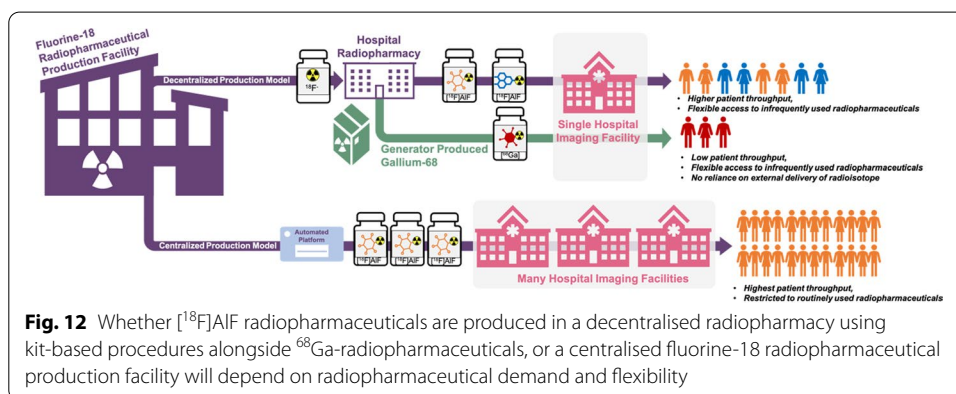 Fluorine-18
Radiopharmaceutical
Production Facility
Decentralized Production Model
¹⁸F-
Hospital
Radiopharmacy
[¹⁸F]AlF
[¹⁸F]AlF
Generator Produced
Gallium-68
[⁶⁸Ga]
Single Hospital
Imaging Facility
• Higher patient throughput,
• Flexible access to infrequently used radiopharmaceuticals
• Low patient throughput,
• Flexible access to infrequently used radiopharmaceuticals
• No reliance on external delivery of radioisotope
Centralized Production Model
Automated
Platform
[¹⁸F]AlF
[¹⁸F]AlF
[¹⁸F]AlF
Many Hospital Imaging Facilities
• Highest patient throughput,
• Restricted to routinely used radiopharmaceuticals
Fig. 12 Whether [¹⁸F]AlF radiopharmaceuticals are produced in a decentralised radiopharmacy using
kit-based procedures alongside ⁶⁸Ga-radiopharmaceuticals, or a centralised fluorine-18 radiopharmaceutical
production facility will depend on radiopharmaceutical demand and flexibility